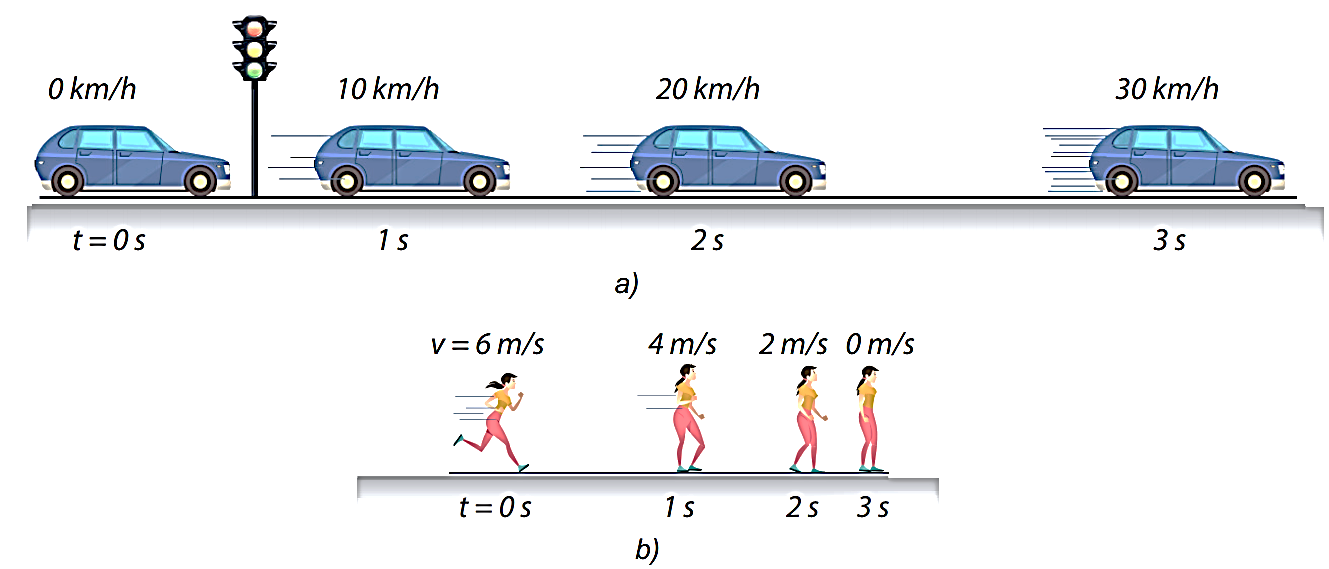 0 km/h 10 km/h 20 km/h 30 km/h
t = 0 s 1 s 2 s 3 s
a)
v = 6 m/s 4 m/s 2 m/s 0 m/s
t = 0 s 1 s 2 s 3 s
b)